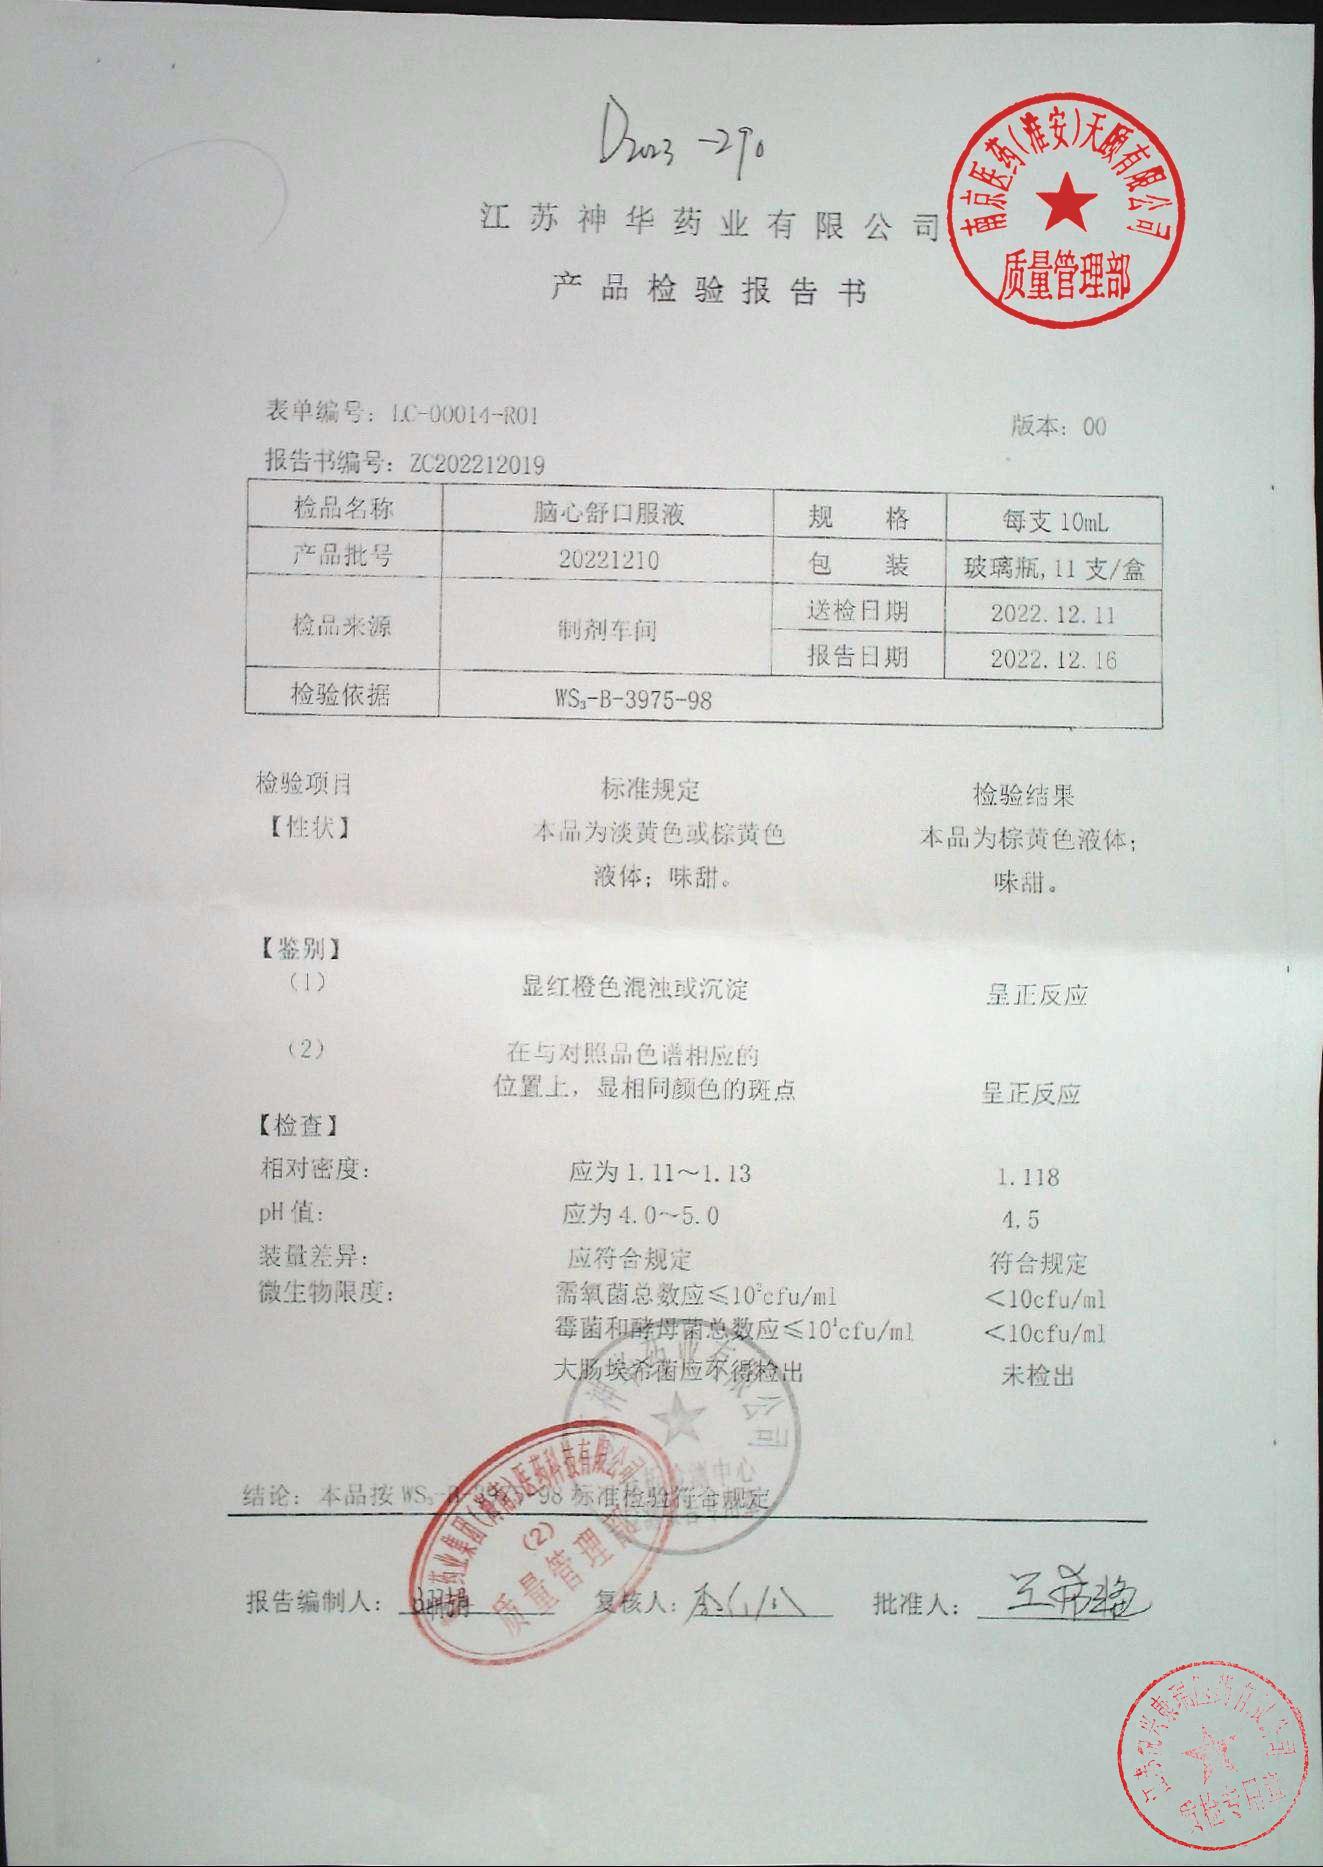 D2023-290
江苏神华药业有限公司
产品检验报告书
南京医药(淮安)天颐有限公司
质量管理部
表单编号：LC-00014-R01
版本：00
报告书编号：ZC202212019
检品名称 脑心舒口服液 规 格 每支10mL
产品批号 20221210 包 装 玻璃瓶,11支/盒
检品来源 制剂车间 送检日期 2022.12.11
报告日期 2022.12.16
检验依据 WS₃-B-3975-98
检验项目 标准规定 检验结果
【性状】 本品为淡黄色或棕黄色 本品为棕黄色液体；
液体；味甜。 味甜。
【鉴别】
（1） 显红橙色混浊或沉淀 呈正反应
（2） 在与对照品色谱相应的
位置上，显相同颜色的斑点 呈正反应
【检查】
相对密度： 应为1.11～1.13 1.118
pH值： 应为4.0～5.0 4.5
装量差异： 应符合规定 符合规定
微生物限度： 需氧菌总数应≤10²cfu/ml <10cfu/ml
霉菌和酵母菌总数应≤10¹cfu/ml <10cfu/ml
大肠埃希菌应不得检出 未检出
结论：本品按WS₃-B-3975-98标准检验符合规定
药业集团 医药科技有限公司
(2)
质量管理部
报告编制人： 复核人： 批准人：